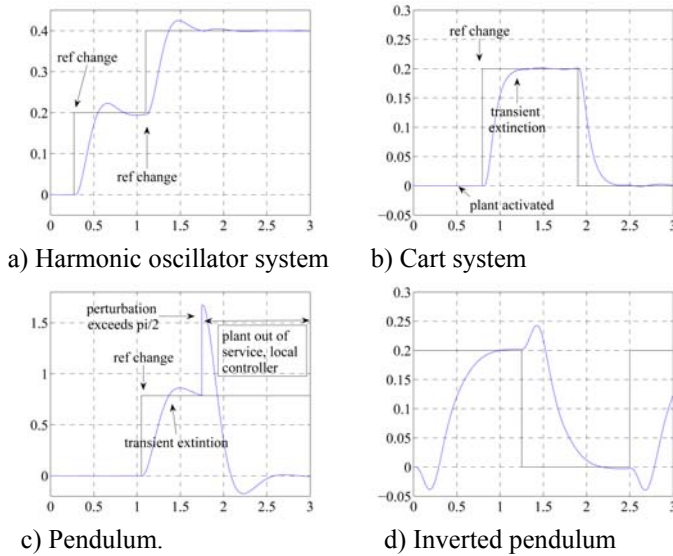 0.4
0.3
0.2
0.1
0
ref change
ref change
0 0.5 1 1.5 2 2.5 3
a) Harmonic oscillator system
0.3
0.25
0.2
0.15
0.1
0.05
0
−0.05
ref change
transient
extinction
plant activated
0 0.5 1 1.5 2 2.5 3
b) Cart system
1.5
1
0.5
0
perturbation
exceeds pi/2
plant out of
service, local
controller
ref change
transient extintion
0 0.5 1 1.5 2 2.5 3
c) Pendulum.
0.3
0.25
0.2
0.15
0.1
0.05
0
−0.05
0 0.5 1 1.5 2 2.5 3
d) Inverted pendulum